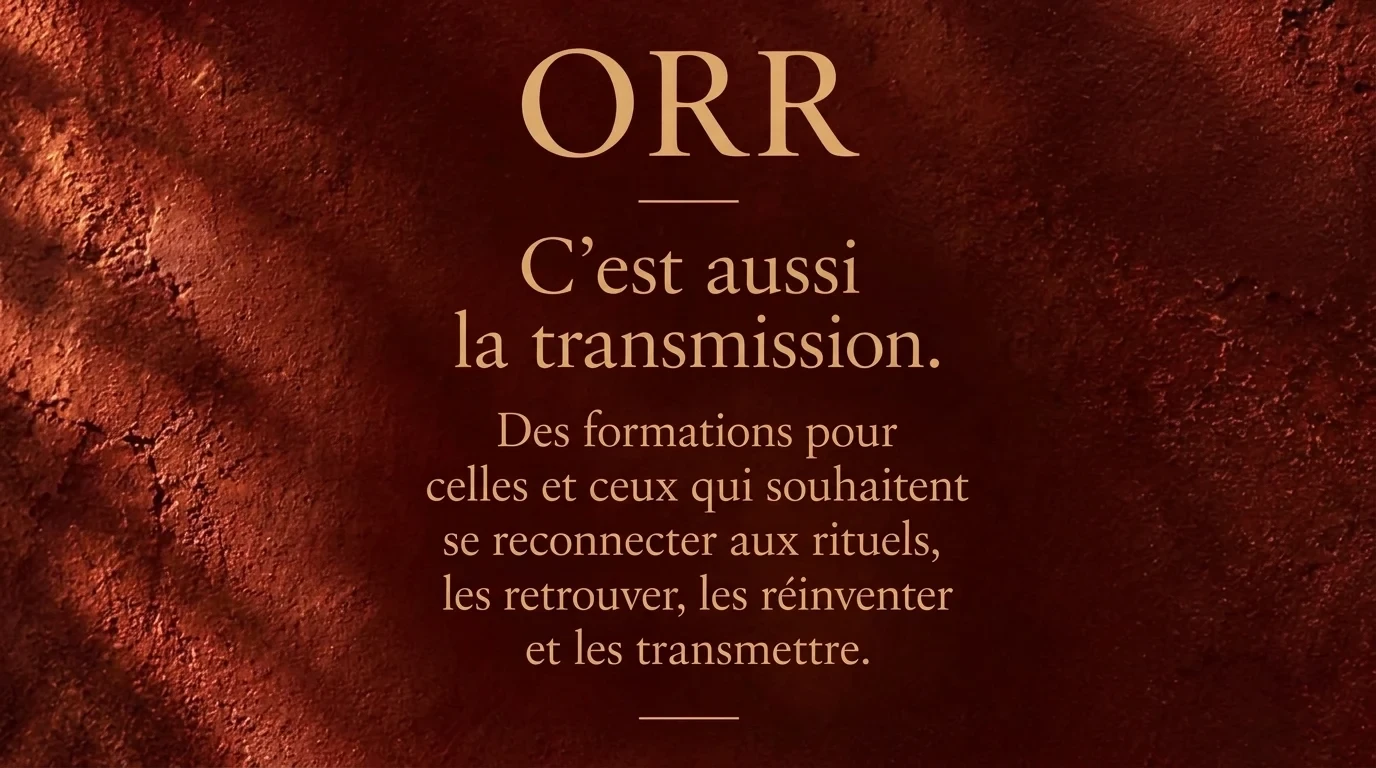 ORR
C’est aussi
la transmission.
Des formations pour
celles et ceux qui souhaitent
se reconnecter aux rituels,
les retrouver, les réinventer
et les transmettre.